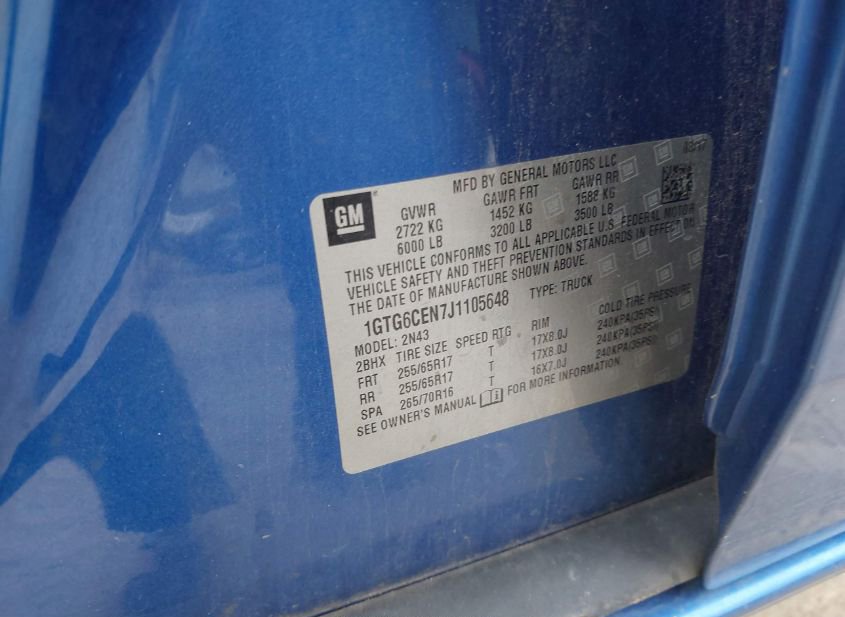 GM
MFD BY GENERAL MOTORS LLC
GVWR GAWR FRT GAWR RR
2722 KG 1452 KG 1588 KG
6000 LB 3200 LB 3500 LB
THIS VEHICLE CONFORMS TO ALL APPLICABLE U.S. FEDERAL MOTOR
VEHICLE SAFETY AND THEFT PREVENTION STANDARDS IN EFFECT ON
THE DATE OF MANUFACTURE SHOWN ABOVE.
1GTG6CEN7J1105648 TYPE: TRUCK
MODEL: 2N43
2BHX TIRE SIZE SPEED RTG RIM COLD TIRE PRESSURE
FRT 255/65R17 T 17X8.0J 240KPA(35PSI)
RR 255/65R17 T 17X8.0J 240KPA(35PSI)
SPA 265/70R16 T 16X7.0J 240KPA(35PSI)
SEE OWNER'S MANUAL FOR MORE INFORMATION.